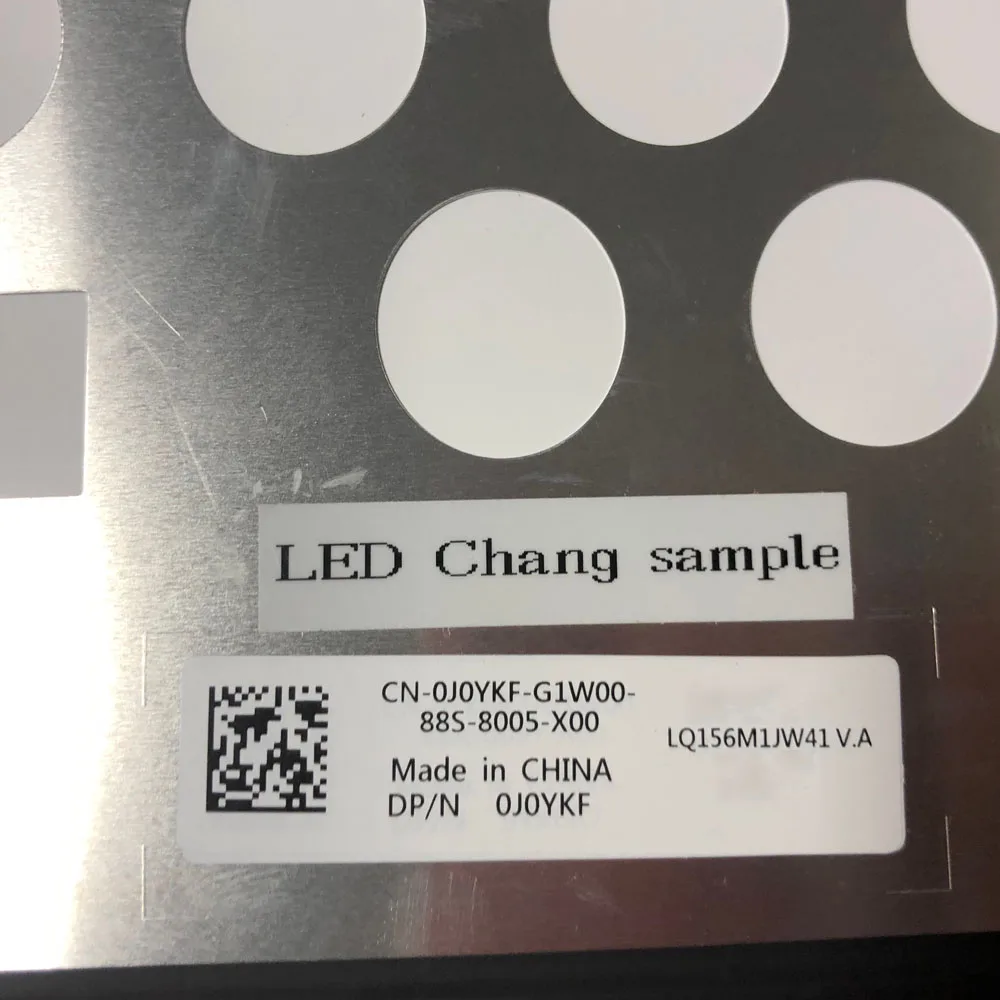 LED Chang sample
CN-0J0YKF-G1W00-
88S-8005-X00
LQ156M1JW41 V.A
Made in CHINA
DP/N 0J0YKF